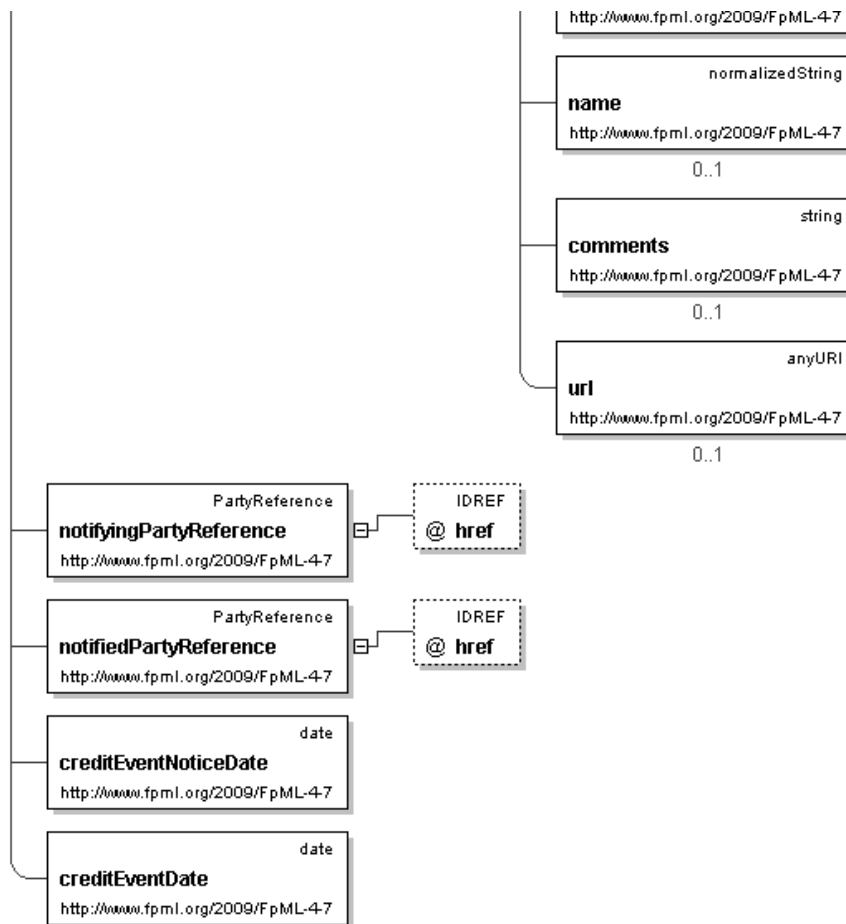 http://www.fpml.org/2009/FpML-4-7
normalizedString
name
http://www.fpml.org/2009/FpML-4-7
0..1
string
comments
http://www.fpml.org/2009/FpML-4-7
0..1
anyURI
url
http://www.fpml.org/2009/FpML-4-7
0..1
PartyReference
notifyingPartyReference
http://www.fpml.org/2009/FpML-4-7
IDREF
@ href
PartyReference
notifiedPartyReference
http://www.fpml.org/2009/FpML-4-7
IDREF
@ href
date
creditEventNoticeDate
http://www.fpml.org/2009/FpML-4-7
date
creditEventDate
http://www.fpml.org/2009/FpML-4-7